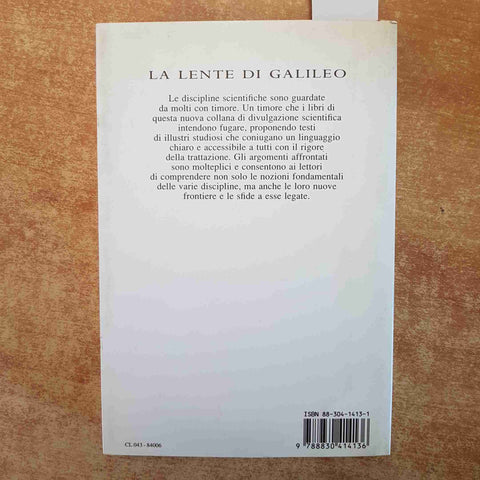 LA LENTE DI GALILEO
Le discipline scientifiche sono guardate
da molti con timore. Un timore che i libri di
questa nuova collana di divulgazione scientifica
intendono fugare, proponendo testi
di illustri studiosi che coniugano un linguaggio
chiaro e accessibile a tutti con il rigore
della trattazione. Gli argomenti affrontati
sono molteplici e consentono ai lettori
di comprendere non solo le nozioni fondamentali
delle varie discipline, ma anche le loro nuove
frontiere e le sfide a esse legate.
ISBN 88-304-1413-1
9 788830 414136
CL 043 - 84006